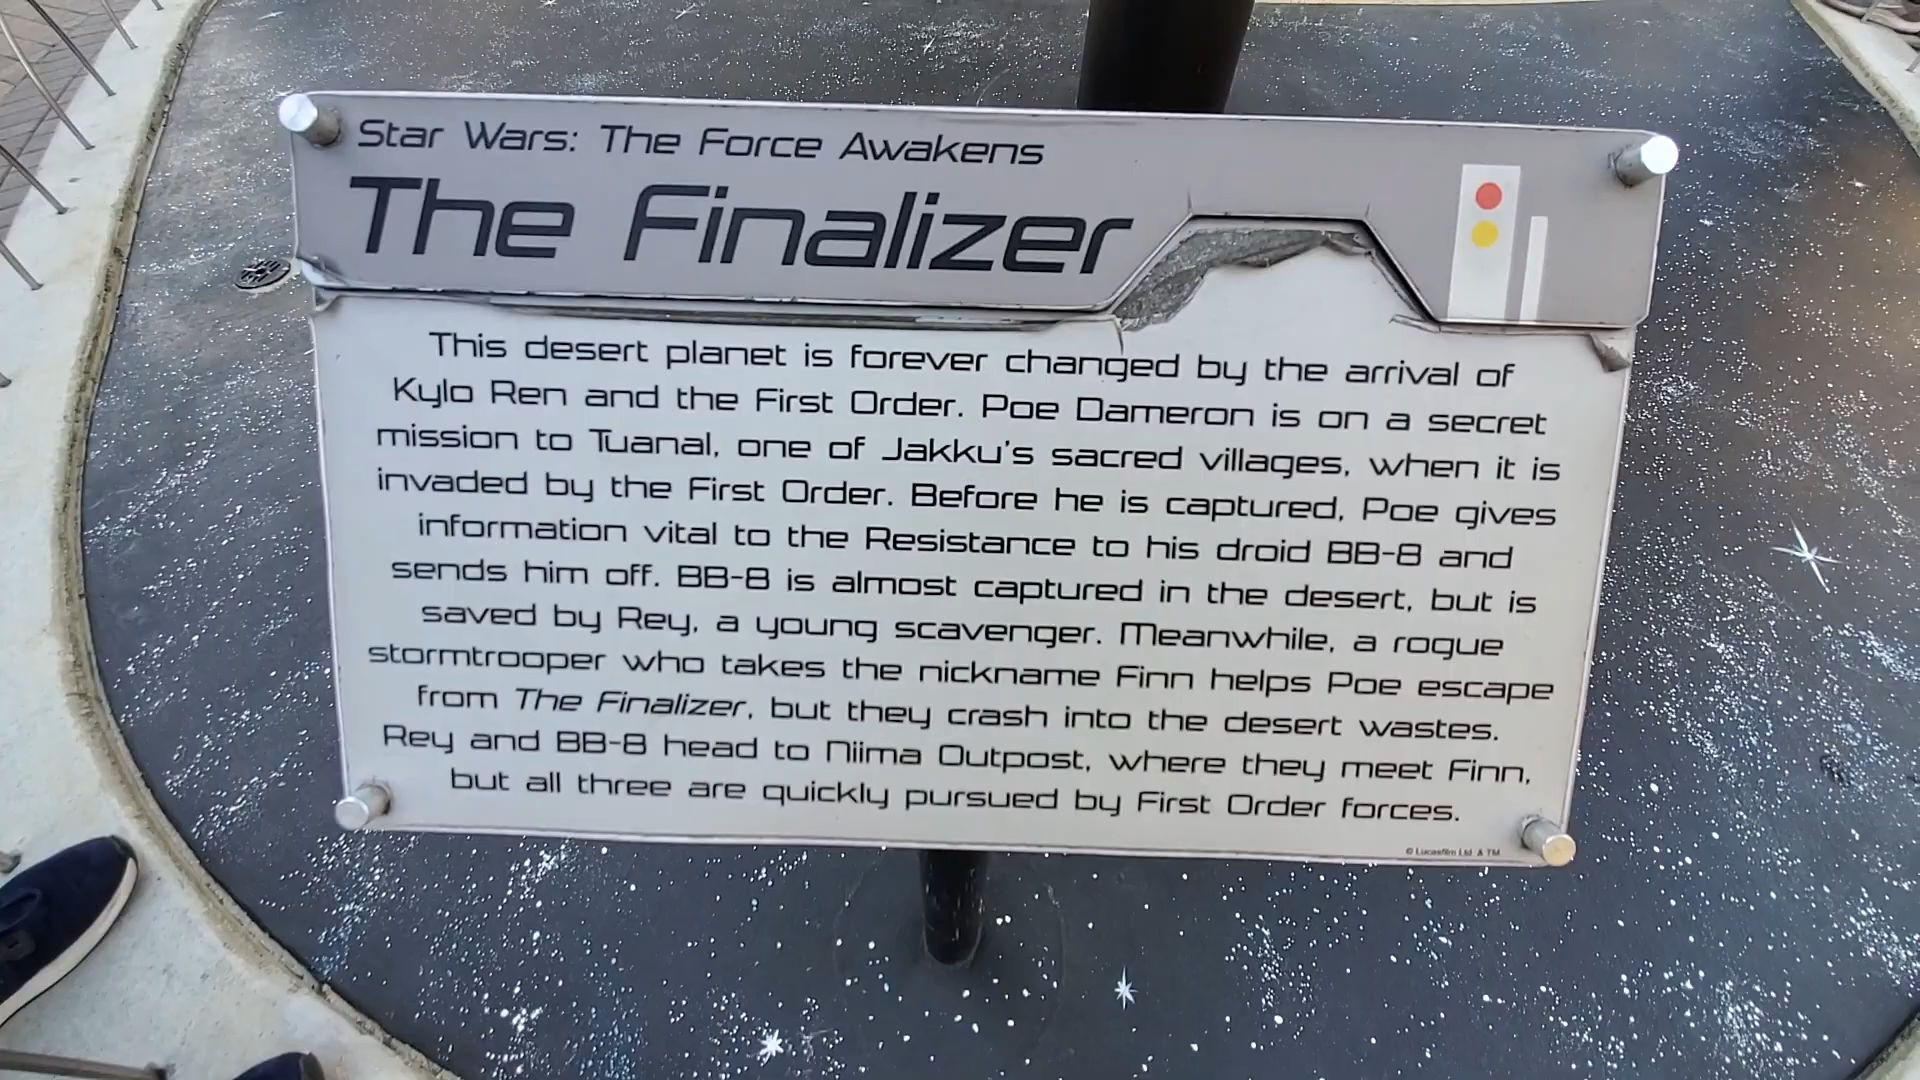 Star Wars: The Force Awakens
The Finalizer
This desert planet is forever changed by the arrival of
Kylo Ren and the First Order. Poe Dameron is on a secret
mission to Tuanal, one of Jakku's sacred villages, when it is
invaded by the First Order. Before he is captured, Poe gives
information vital to the Resistance to his droid BB-8 and
sends him off. BB-8 is almost captured in the desert, but is
saved by Rey, a young scavenger. Meanwhile, a rogue
stormtrooper who takes the nickname Finn helps Poe escape
from The Finalizer, but they crash into the desert wastes.
Rey and BB-8 head to Niima Outpost, where they meet Finn,
but all three are quickly pursued by First Order forces.
© Lucasfilm Ltd. & TM